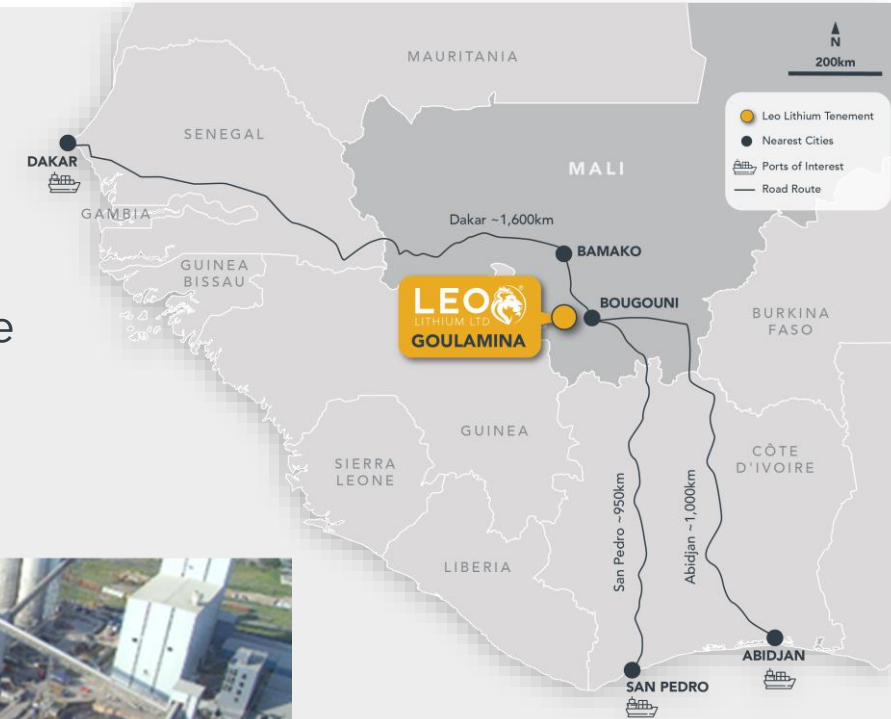 MAURITANIA
N
200km
Leo Lithium Tenement
Nearest Cities
Ports of Interest
Road Route
SENEGAL
DAKAR
MALI
GAMBIA
Dakar ~1,600km
BAMAKO
GUINEA
BISSAU
LEO
LITHIUM LTD
GOULAMINA
BOUGOUNI
BURKINA
FASO
e
GUINEA
SIERRA
LEONE
CÔTE
D'IVOIRE
San Pedro ~950km
Abidjan ~1,000km
LIBERIA
ABIDJAN
SAN PEDRO